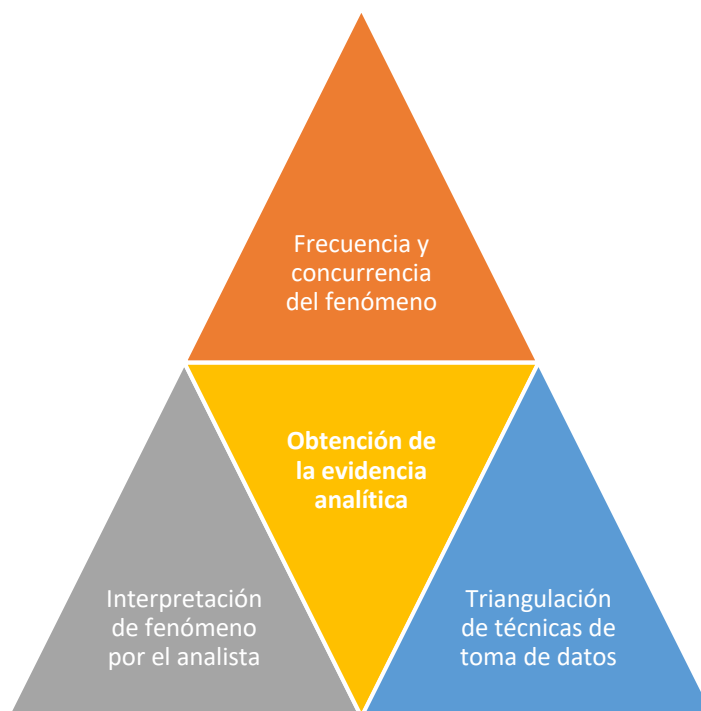 Frecuencia y
concurrencia
del fenómeno
Obtención de
la evidencia
analítica
Interpretación
de fenómeno
por el analista
Triangulación
de técnicas de
toma de datos